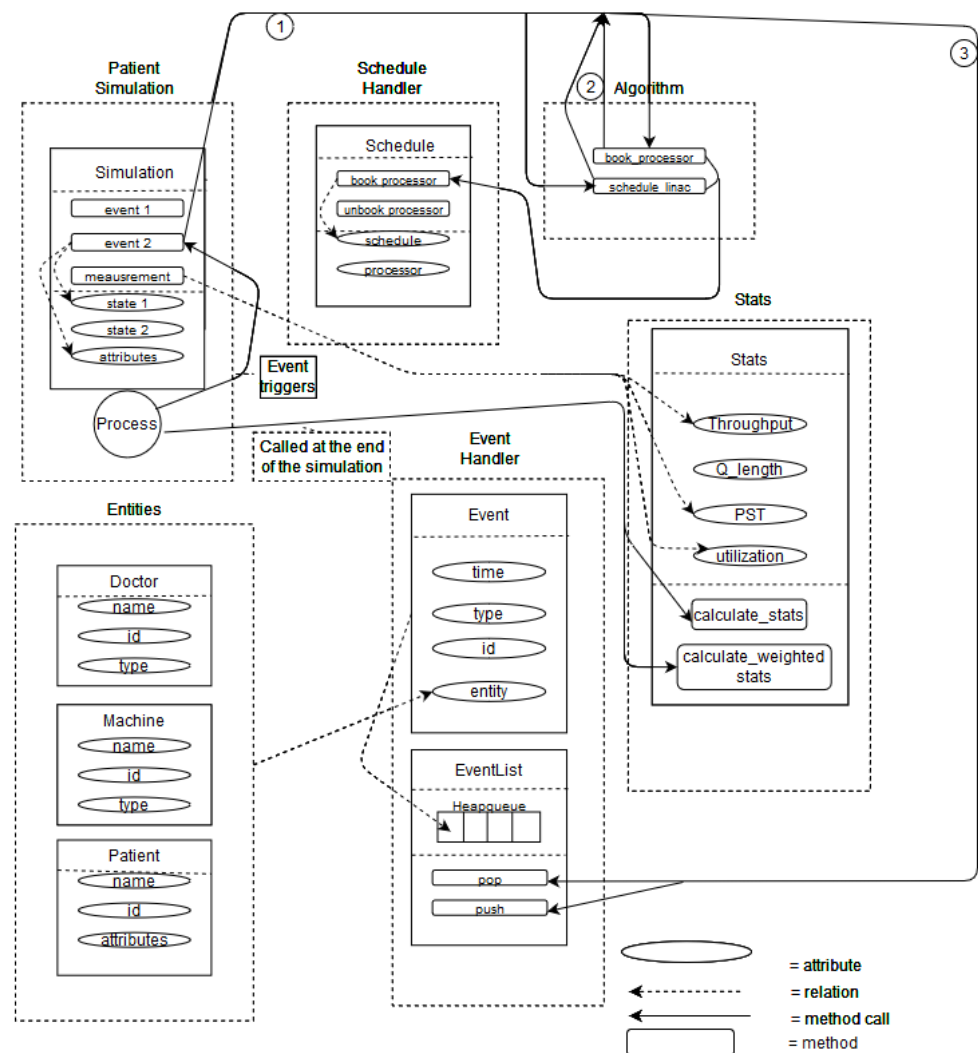 1
3
Patient
Simulation
Schedule
Handler
2
Algorithm
Simulation
event 1
event 2
meausrement
state 1
state 2
attributes
Process
Event
triggers
Called at the end
of the simulation
Schedule
book processor
unbook processor
schedule
processor
book_processor
schedule_linac
Stats
Stats
Throughput
Q_length
PST
utilization
calculate_stats
calculate_weighted
stats
Entities
Doctor
name
id
type
Machine
name
id
type
Patient
name
id
attributes
Event
Handler
Event
time
type
id
entity
EventList
Heapqueue
pop
push
= attribute
= relation
= method call
= method